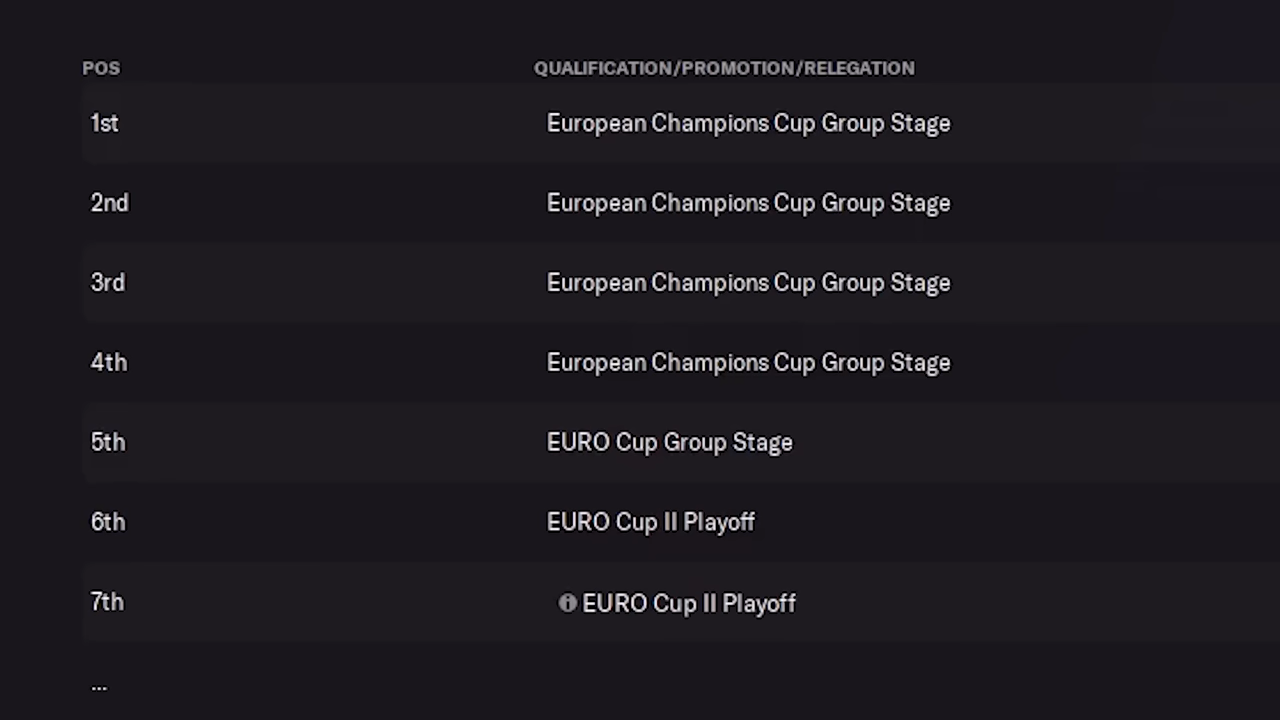 POS QUALIFICATION/PROMOTION/RELEGATION
1st European Champions Cup Group Stage
2nd European Champions Cup Group Stage
3rd European Champions Cup Group Stage
4th European Champions Cup Group Stage
5th EURO Cup Group Stage
6th EURO Cup II Playoff
7th EURO Cup II Playoff
...